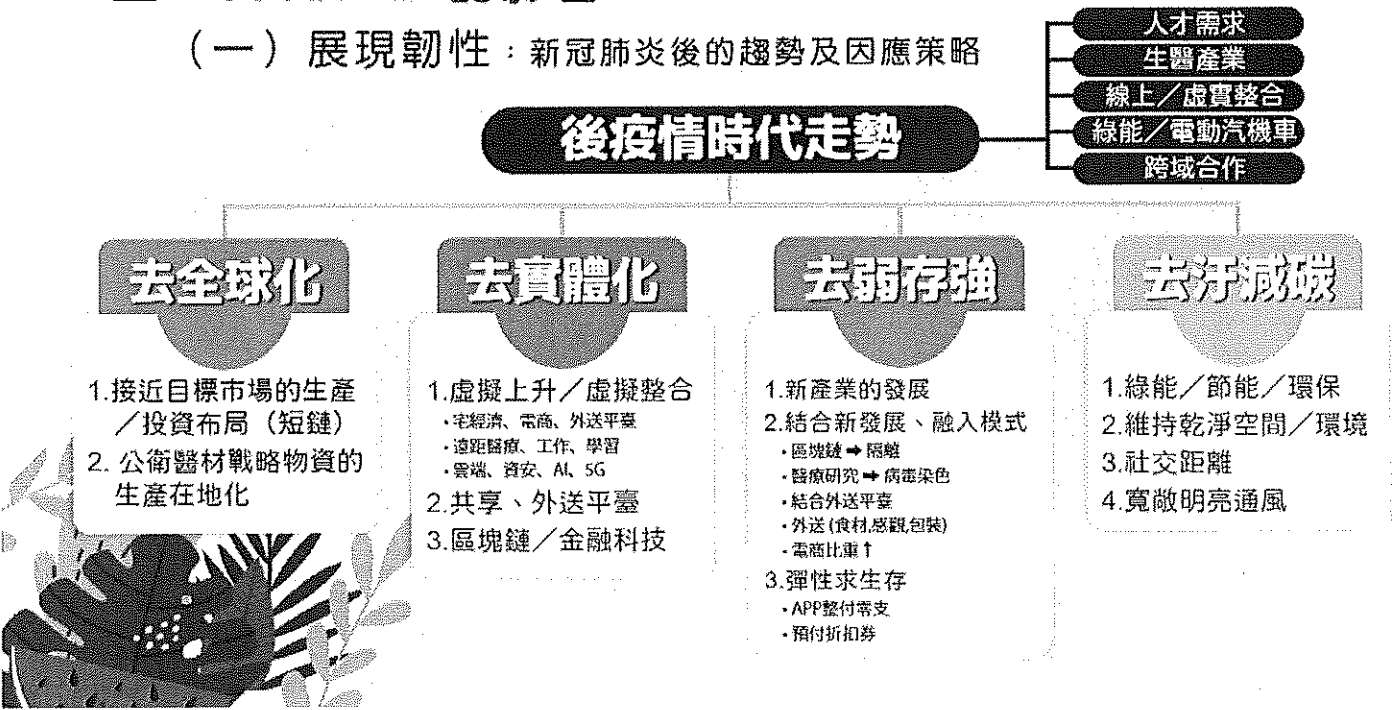 （一）展現韌性：新冠肺炎後的趨勢及因應策略
人才需求
生醫產業
線上／虛實整合
綠能／電動汽機車
跨域合作
後疫情時代走勢
去全球化
1.接近目標市場的生產
／投資布局（短鏈）
2. 公衛醫材戰略物資的
生產在地化
去實體化
1.虛擬上升／虛擬整合
・宅經濟、電商、外送平臺
・遠距醫療、工作、學習
・雲端、資安、AI、5G
2.共享、外送平臺
3.區塊鏈／金融科技
去弱存強
1.新產業的發展
2.結合新發展、融入模式
・區塊鏈➡隔離
・醫療研究➡病毒染色
・結合外送平臺
・外送(食材,感觀,包裝)
・電商比重↑
3.彈性求生存
・APP整付零支
・預付折扣券
去汙減碳
1.綠能／節能／環保
2.維持乾淨空間／環境
3.社交距離
4.寬敞明亮通風